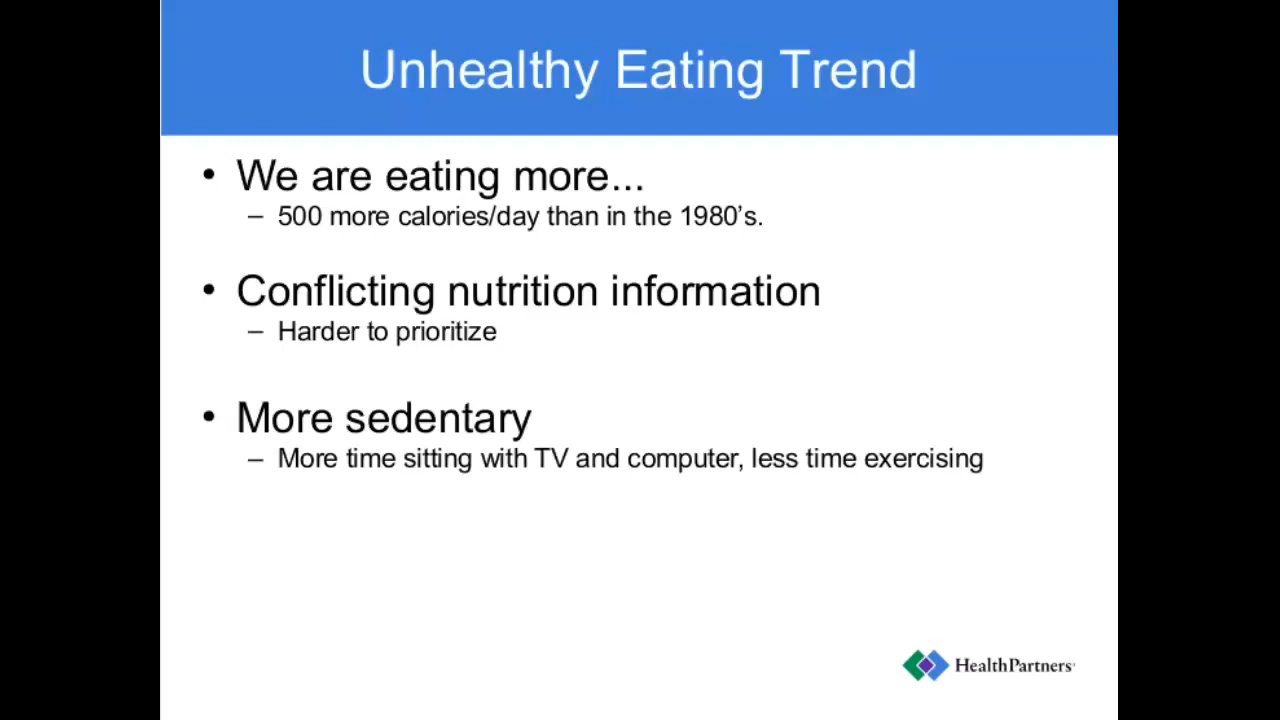 Unhealthy Eating Trend
• We are eating more...
– 500 more calories/day than in the 1980’s.
• Conflicting nutrition information
– Harder to prioritize
• More sedentary
– More time sitting with TV and computer, less time exercising
HealthPartners